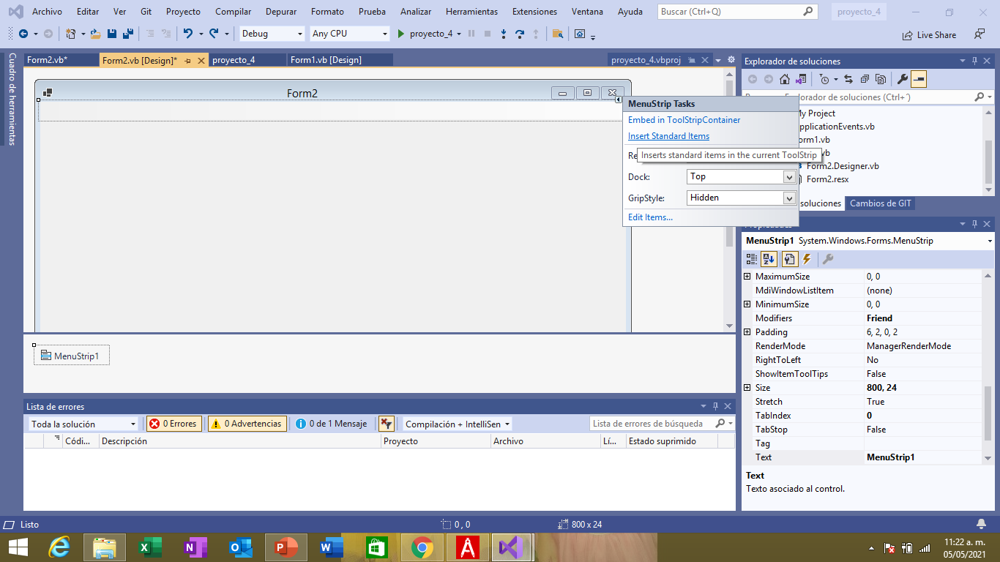 Archivo Editar Ver Git Proyecto Compilar Depurar Formato Prueba Analizar Herramientas Extensiones Ventana Ayuda Buscar (Ctrl+Q) proyecto_4
Debug Any CPU proyecto_4 Live Share
Cuadro de herramientas
Form2.vb* Form2.vb [Design]* proyecto_4 Form1.vb [Design] proyecto_4.vbproj
Form2
MenuStrip Tasks
Embed in ToolStripContainer
Insert Standard Items
Re
Inserts standard items in the current ToolStrip
Dock: Top
GripStyle: Hidden
Edit Items...
MenuStrip1
Explorador de soluciones
Explorador de soluciones (Ctrl+´)
My Project
ApplicationEvents.vb
orm1.vb
.vb
Form2.Designer.vb
Form2.resx
soluciones Cambios de GIT
Propiedades
MenuStrip1 System.Windows.Forms.MenuStrip
MaximumSize 0, 0
MdiWindowListItem (none)
MinimumSize 0, 0
Modifiers Friend
Padding 6, 2, 0, 2
RenderMode ManagerRenderMode
RightToLeft No
ShowItemToolTips False
Size 800, 24
Stretch True
TabIndex 0
TabStop False
Tag
Text MenuStrip1
Text
Texto asociado al control.
Lista de errores
Toda la solución 0 Errores 0 Advertencias 0 de 1 Mensaje Compilación + IntelliSen Lista de errores de búsqueda
Códi... Descripción Proyecto Archivo Lí... Estado suprimido
Listo 0 , 0 800 x 24
11:22 a. m.
05/05/2021